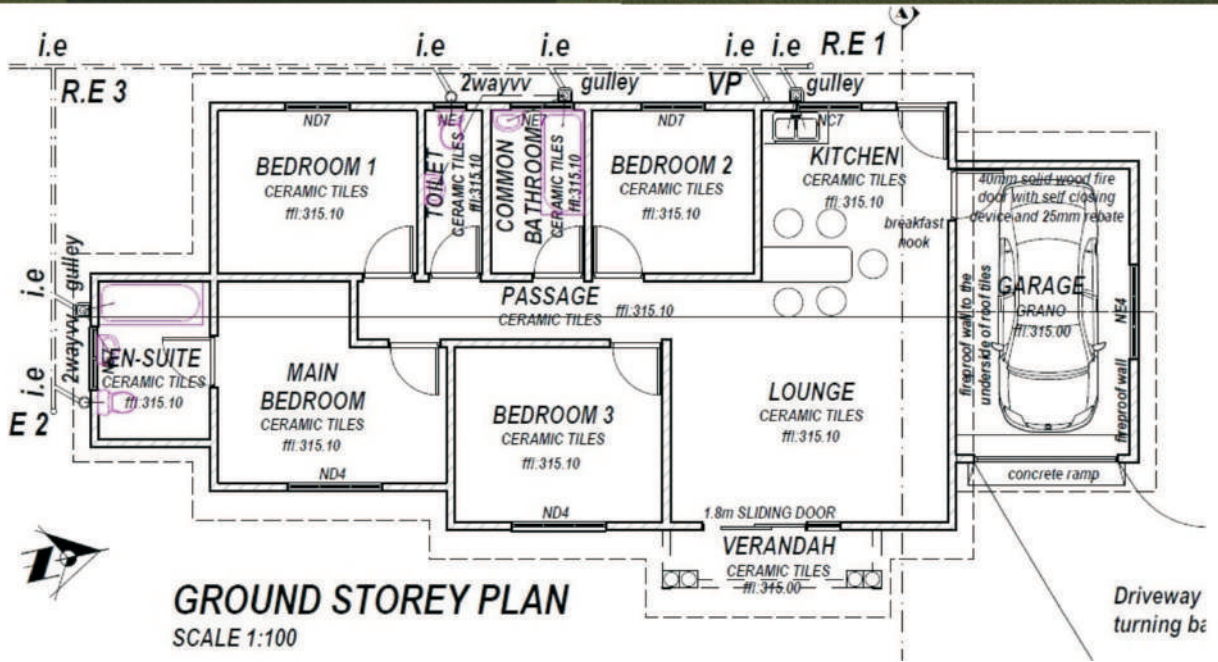 A
i.e
i.e
i.e
i.e
i.e
R.E 1
R.E 3
2wayvv
gulley
VP
gulley
ND7
NE7
ND7
NC7
BEDROOM 1
CERAMIC TILES
ffl:315.10
TOILET
CERAMIC TILES
ffl:315.10
COMMON
BATHROOM
CERAMIC TILES
ffl:315.10
BEDROOM 2
CERAMIC TILES
ffl:315.10
KITCHEN
CERAMIC TILES
ffl:315.10
40mm solid wood fire
door with self closing
device and 25mm rebate
breakfast
nook
i.e
gulley
2wayvv
i.e
E 2
PASSAGE
CERAMIC TILES
ffl:315.10
GARAGE
GRANO
ffl:315.00
NE4
fireproof wall to the
underside of roof tiles
fireproof wall
EN-SUITE
CERAMIC TILES
ffl:315.10
MAIN
BEDROOM
CERAMIC TILES
ffl:315.10
BEDROOM 3
CERAMIC TILES
ffl:315.10
LOUNGE
CERAMIC TILES
ffl:315.10
ND4
ND4
concrete ramp
1.8m SLIDING DOOR
VERANDAH
CERAMIC TILES
ffl:315.00
GROUND STOREY PLAN
SCALE 1:100
Driveway
turning